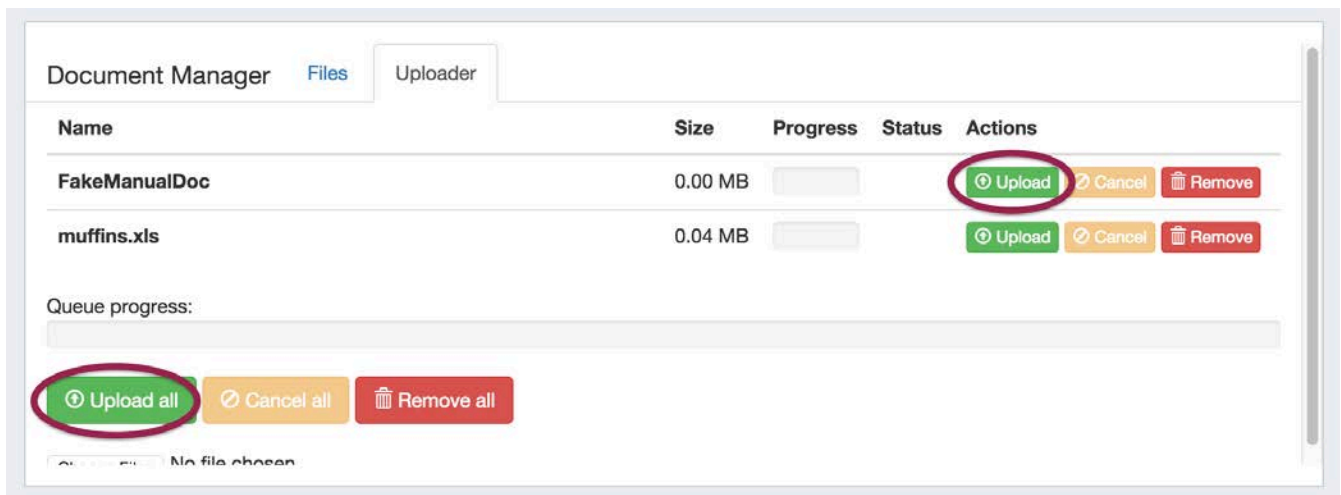 Document Manager Files Uploader
Name Size Progress Status Actions
FakeManualDoc 0.00 MB Upload Cancel Remove
muffins.xls 0.04 MB Upload Cancel Remove
Queue progress:
Upload all Cancel all Remove all
No file chosen